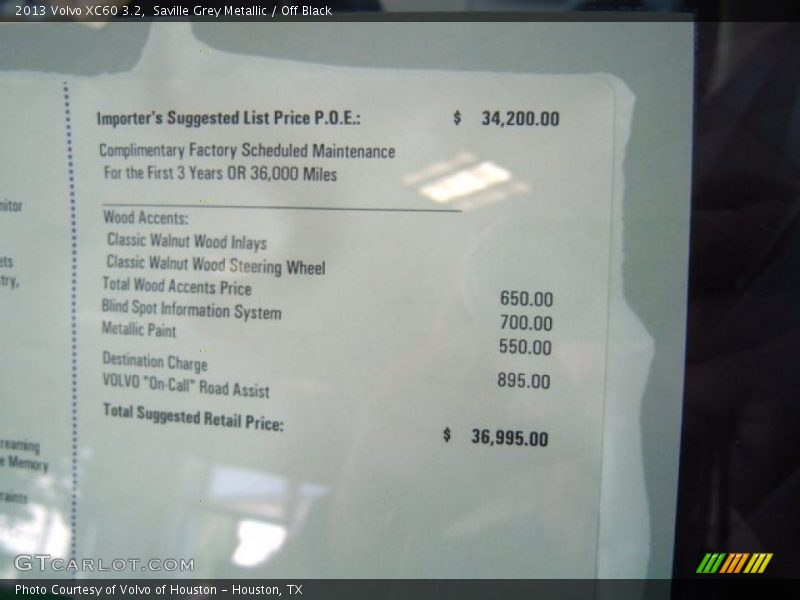 2013 Volvo XC60 3.2, Saville Grey Metallic / Off Black
Importer's Suggested List Price P.O.E.: $ 34,200.00
Complimentary Factory Scheduled Maintenance
For the First 3 Years OR 36,000 Miles
Wood Accents:
Classic Walnut Wood Inlays
Classic Walnut Wood Steering Wheel
Total Wood Accents Price 650.00
Blind Spot Information System 700.00
Metallic Paint 550.00
Destination Charge 895.00
VOLVO "On-Call" Road Assist
Total Suggested Retail Price: $ 36,995.00
nitor
ets
try,
reaming
e Memory
raints
GTCARLOT.COM
Photo Courtesy of Volvo of Houston - Houston, TX